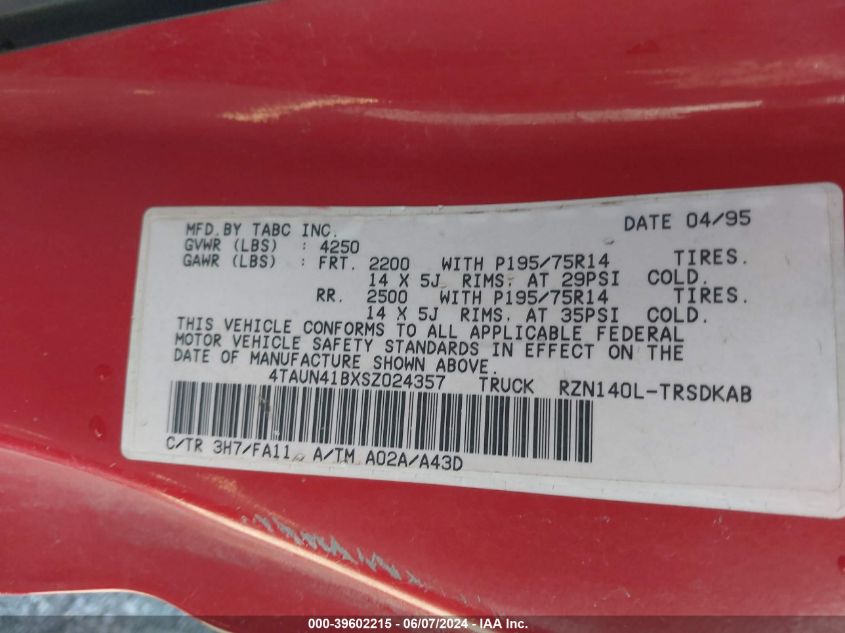 MFD.BY TABC INC. DATE 04/95
GVWR (LBS) : 4250
GAWR (LBS) : FRT. 2200 WITH P195/75R14 TIRES.
14 X 5J RIMS. AT 29PSI COLD.
RR. 2500 WITH P195/75R14 TIRES.
14 X 5J RIMS. AT 35PSI COLD.
THIS VEHICLE CONFORMS TO ALL APPLICABLE FEDERAL
MOTOR VEHICLE SAFETY STANDARDS IN EFFECT ON THE
DATE OF MANUFACTURE SHOWN ABOVE.
4TAUN41BXSZ024357 TRUCK RZN140L-TRSDKAB
C/TR 3H7/FA11 A/TM A02A/A43D
000-39602215 - 06/07/2024 - IAA Inc.